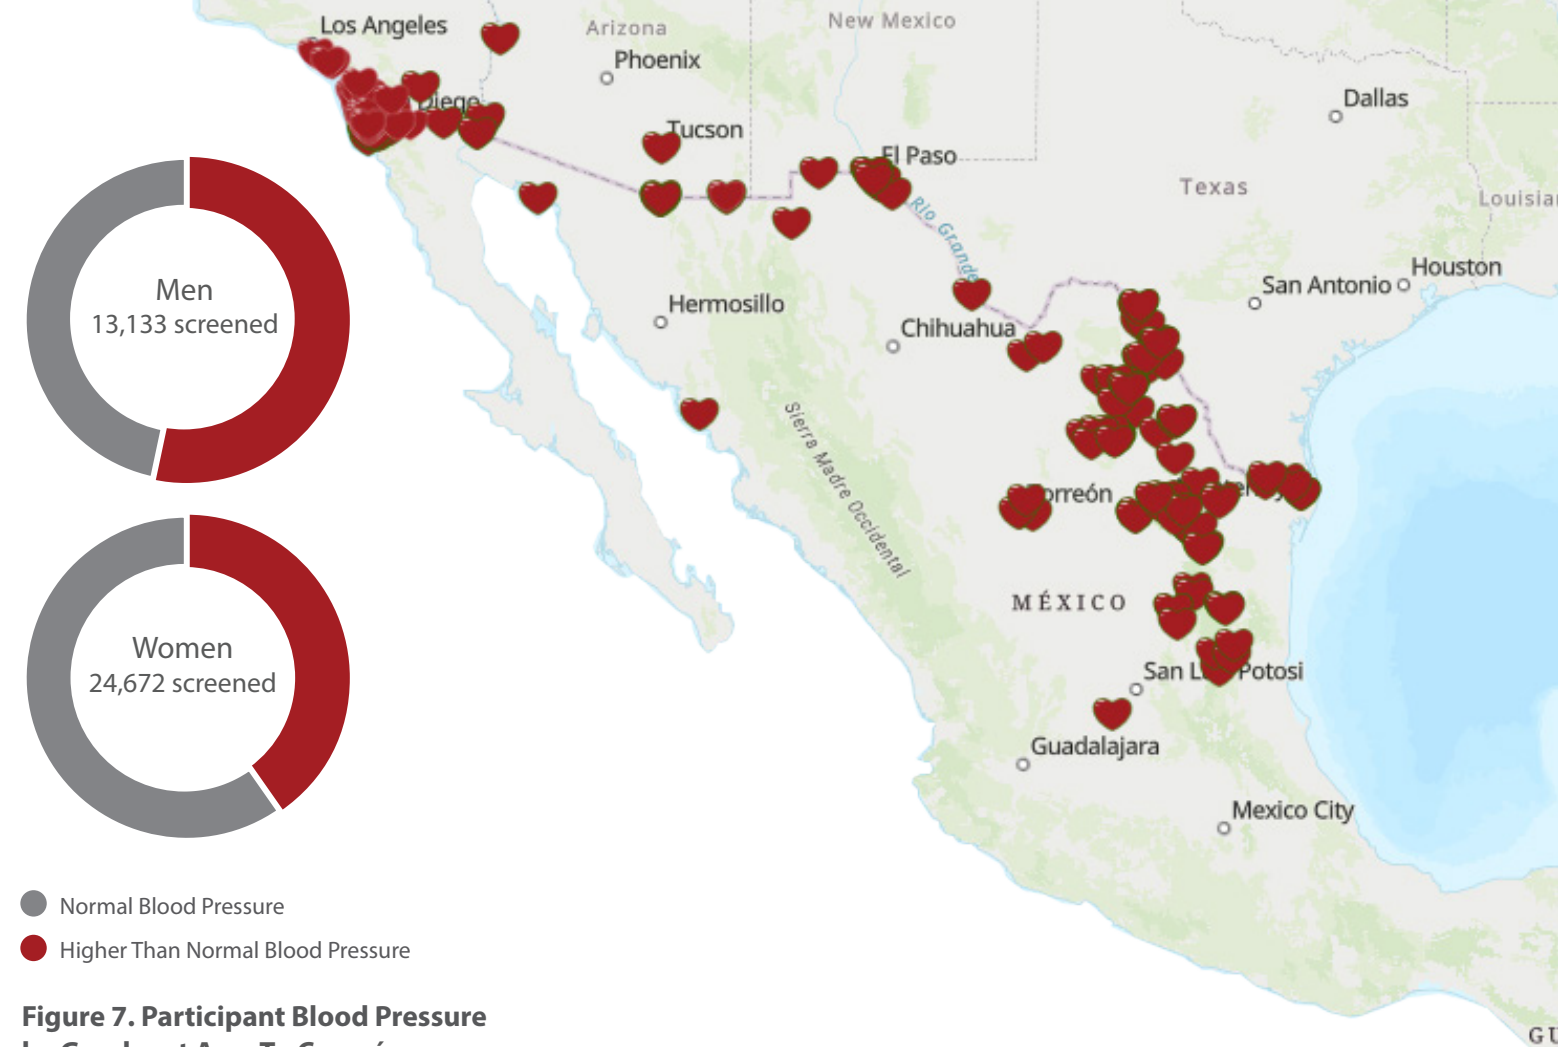 Los Angeles
Arizona
New Mexico
Phoenix
Dallas
Diego
Tucson
El Paso
Texas
Rio Grande
Houston
San Antonio
Men
13,133 screened
Hermosillo
Chihuahua
Sierra Madre Occidental
MÉXICO
Women
24,672 screened
Potosi
Guadalajara
Mexico City
Normal Blood Pressure
Higher Than Normal Blood Pressure
Figure 7. Participant Blood Pressure